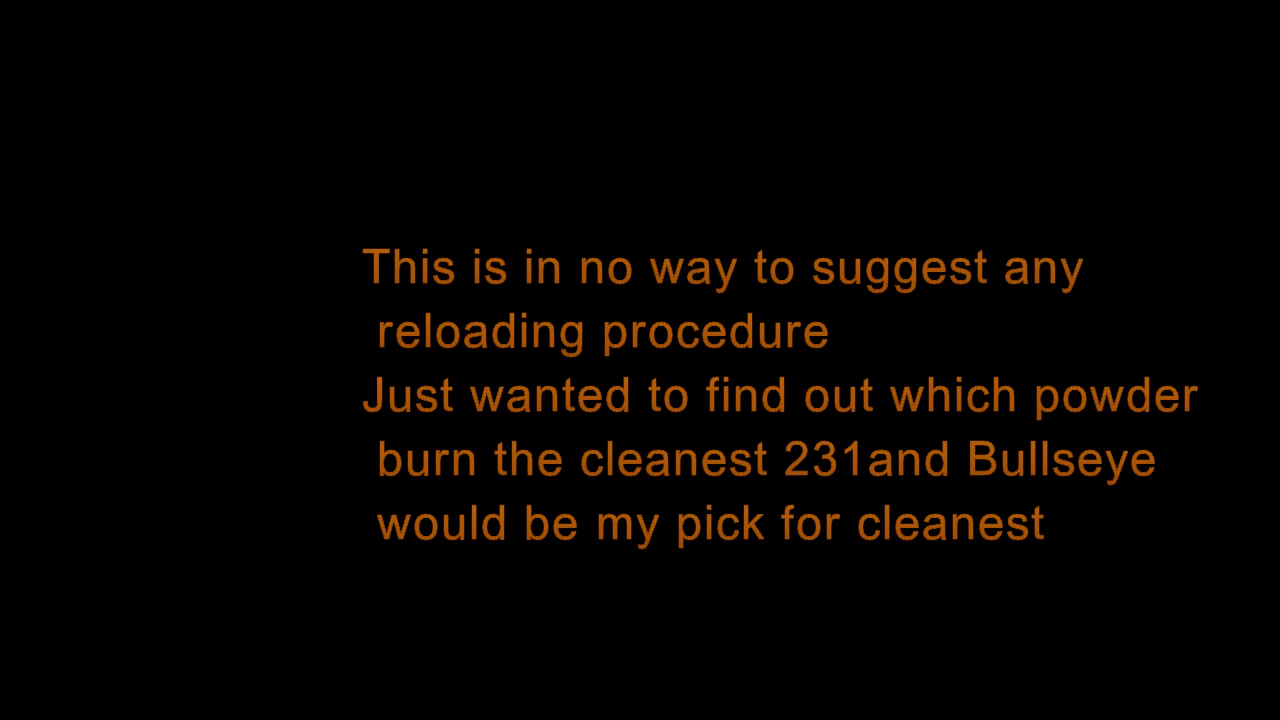 This is in no way to suggest any
reloading procedure
Just wanted to find out which powder
burn the cleanest 231and Bullseye
would be my pick for cleanest